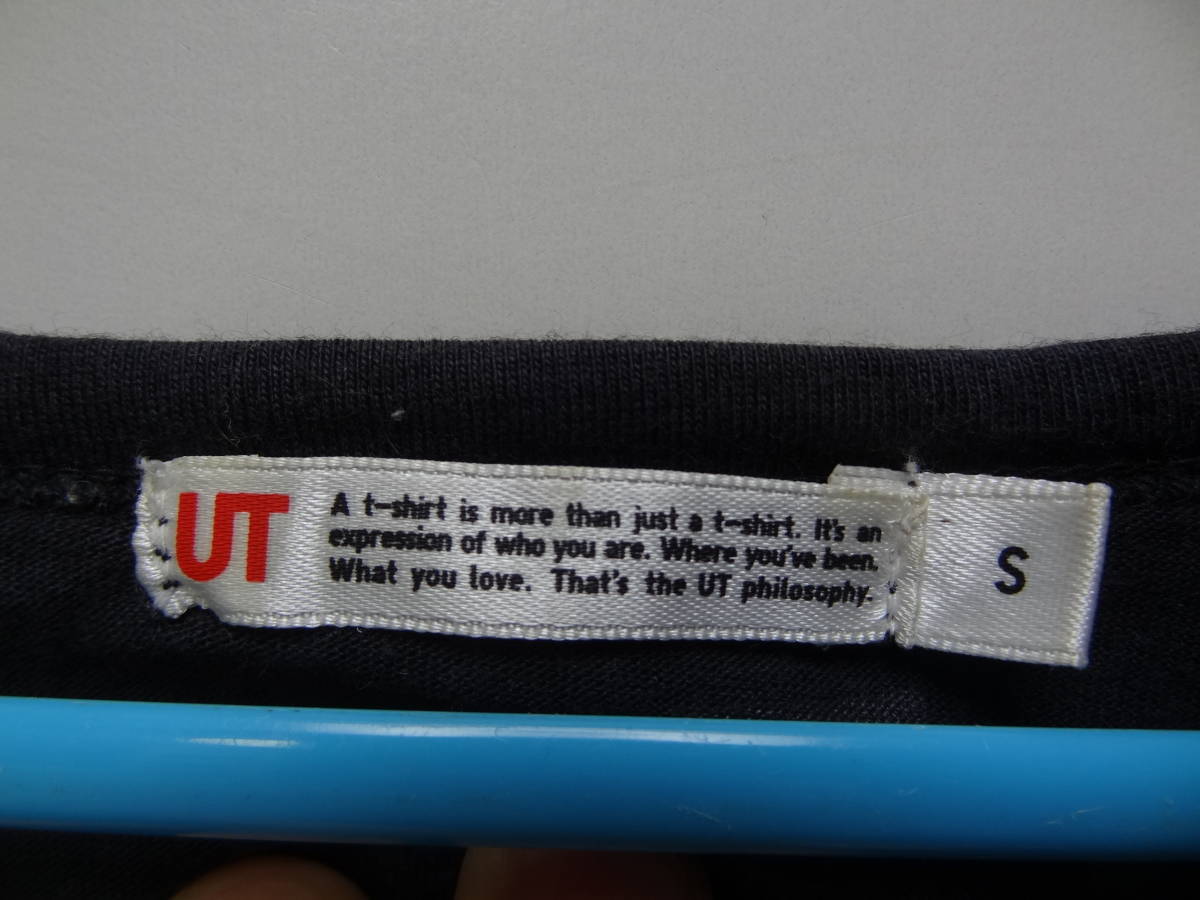 UT
A t-shirt is more than just a t-shirt. It's an
expression of who you are. Where you've been.
What you love. That's the UT philosophy.
S